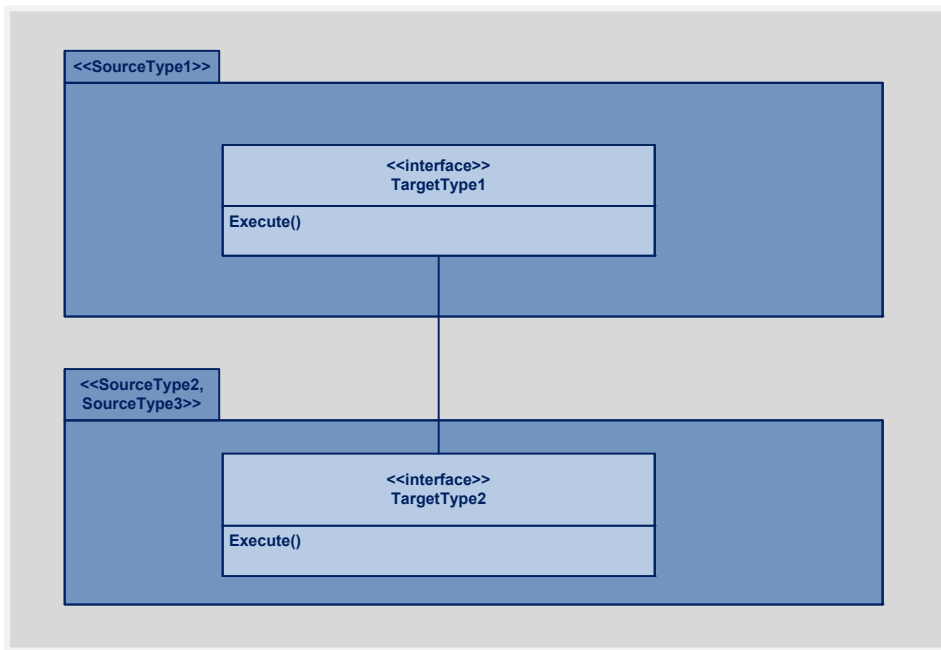 <<SourceType1>>
<<interface>>
TargetType1
Execute()
<<SourceType2,
SourceType3>>
<<interface>>
TargetType2
Execute()